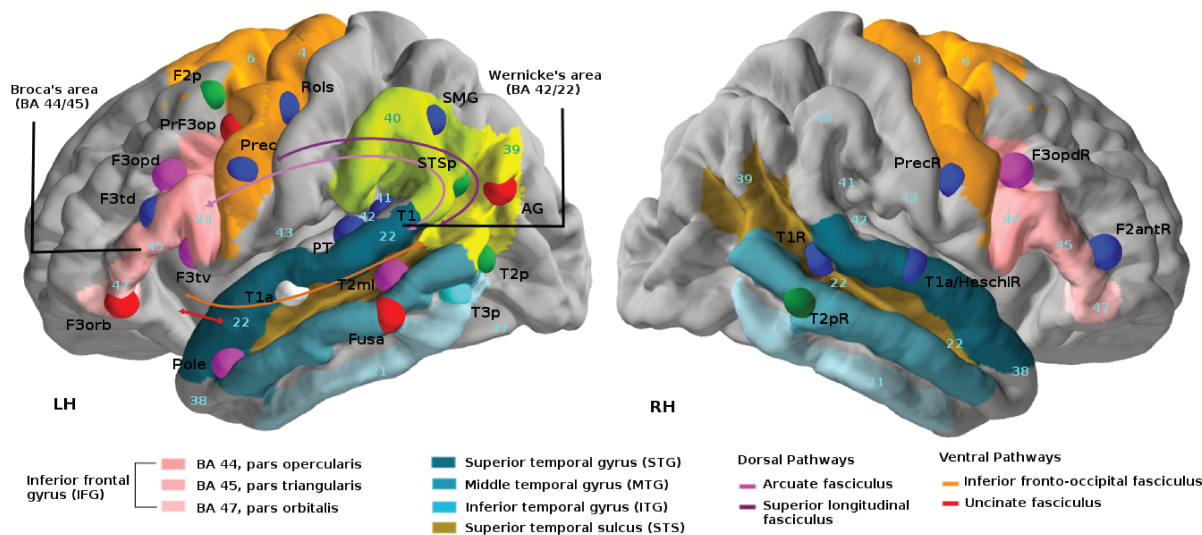 Broca's area
(BA 44/45)
Wernicke's area
(BA 42/22)
6
4
F2p
Rols
PrF3op
Prec
SMG
40
39
STSp
AG
F3opd
F3td
44
45
41
42
T1
43
PT
22
F3tv
T2ml
T2p
47
T1a
T3p
F3orb
22
37
Fusa
Pole
21
38
LH
4
6
40
F3opdR
PrecR
39
41
43
44
42
T1R
45
F2antR
T1a/HeschlR
22
T2pR
47
22
38
21
RH
Inferior frontal
gyrus (IFG)
BA 44, pars opercularis
BA 45, pars triangularis
BA 47, pars orbitalis
Superior temporal gyrus (STG)
Middle temporal gyrus (MTG)
Inferior temporal gyrus (ITG)
Superior temporal sulcus (STS)
Dorsal Pathways
Arcuate fasciculus
Superior longitudinal
fasciculus
Ventral Pathways
Inferior fronto-occipital fasciculus
Uncinate fasciculus